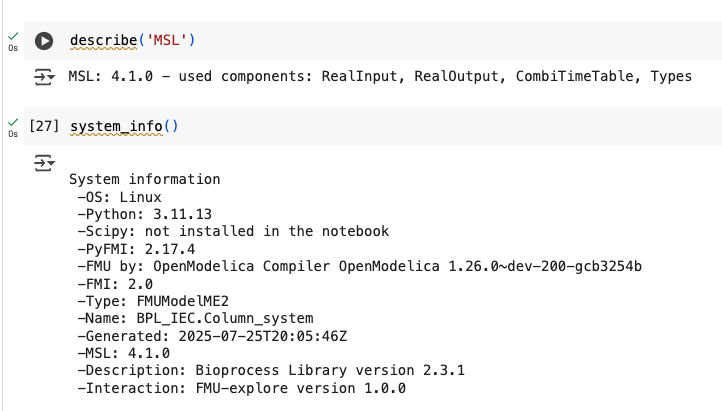 0s describe('MSL')
MSL: 4.1.0 - used components: RealInput, RealOutput, CombiTimeTable, Types
0s [27] system_info()
System information
-OS: Linux
-Python: 3.11.13
-Scipy: not installed in the notebook
-PyFMI: 2.17.4
-FMU by: OpenModelica Compiler OpenModelica 1.26.0~dev-200-gcb3254b
-FMI: 2.0
-Type: FMUModelME2
-Name: BPL_IEC.Column_system
-Generated: 2025-07-25T20:05:46Z
-MSL: 4.1.0
-Description: Bioprocess Library version 2.3.1
-Interaction: FMU-explore version 1.0.0